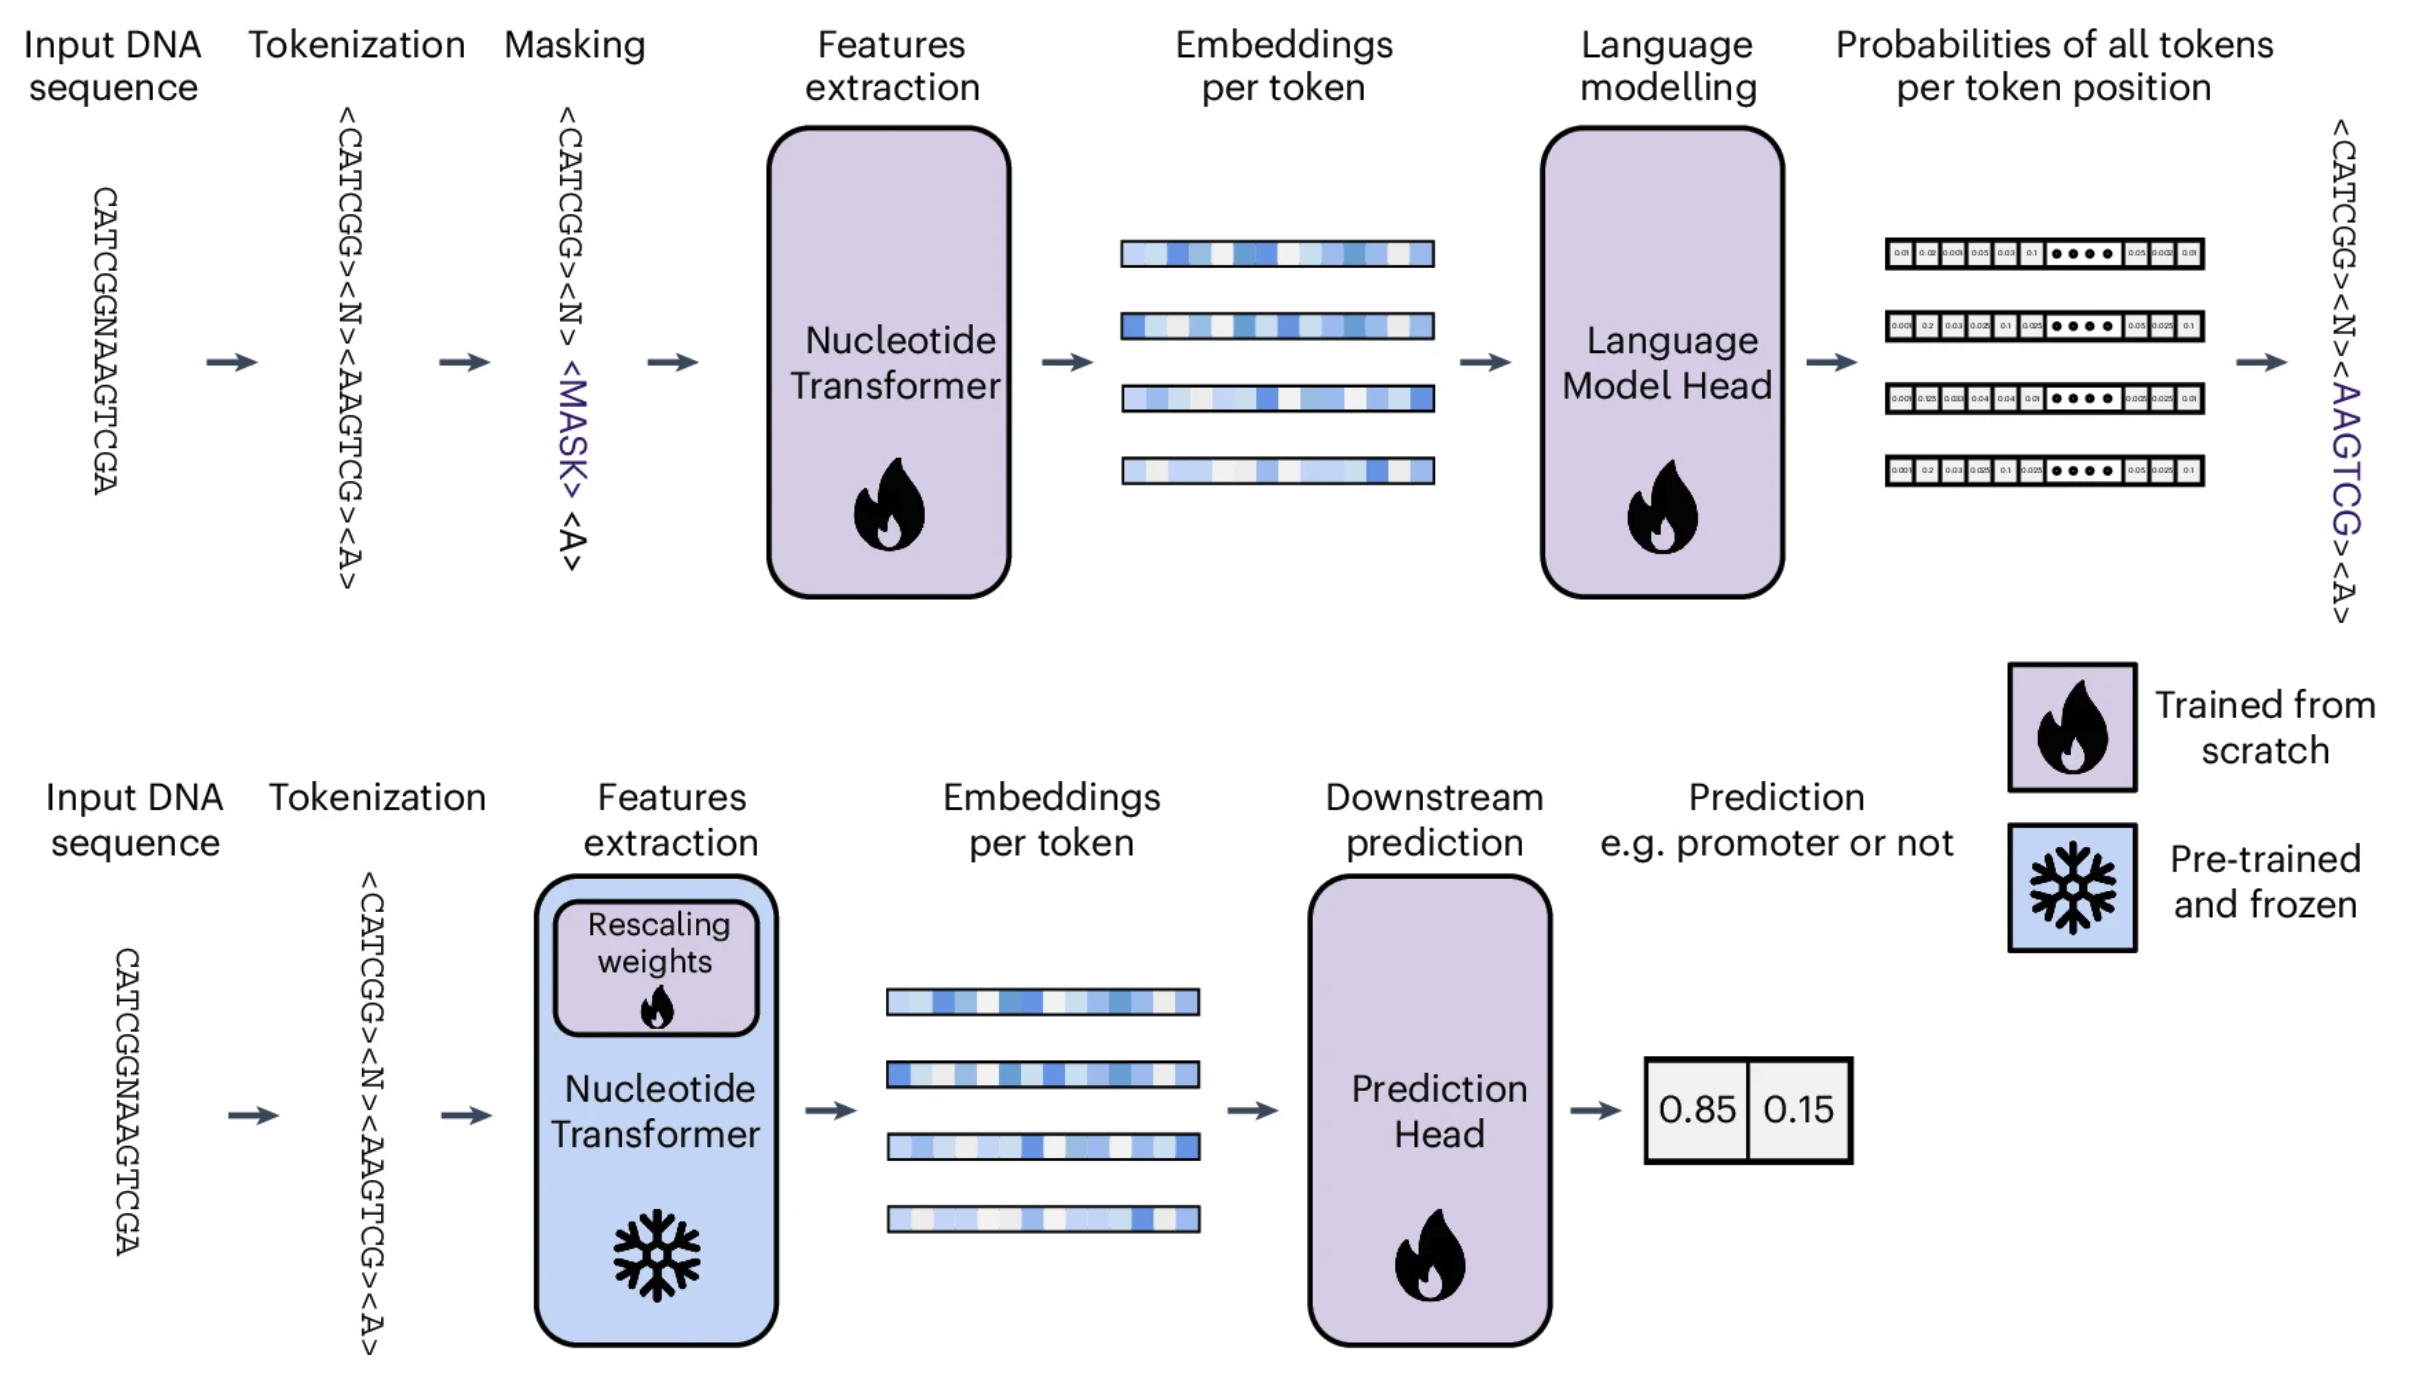 Input DNA
sequence
Tokenization
Masking
Features
extraction
Embeddings
per token
Language
modelling
Probabilities of all tokens
per token position
CATCGGNAAGTCGA
<CATCGG><N><AAGTCG><A>
<CATCGG><N> <MASK> <A>
Nucleotide
Transformer
Language
Model Head
0.01 0.02 0.001 0.05 0.03 0.1 0.05 0.002 0.01
0.001 0.2 0.03 0.025 0.1 0.025 0.05 0.025 0.1
0.001 0.125 0.033 0.04 0.04 0.01 0.005 0.025 0.01
0.001 0.2 0.03 0.025 0.1 0.025 0.05 0.025 0.1
<CATCGG><N><AAGTCG><A>
Trained from
scratch
Pre-trained
and frozen
Input DNA
sequence
Tokenization
Features
extraction
Embeddings
per token
Downstream
prediction
Prediction
e.g. promoter or not
CATCGGNAAGTCGA
<CATCGG><N><AAGTCG><A>
Rescaling
weights
Nucleotide
Transformer
Prediction
Head
0.85 0.15